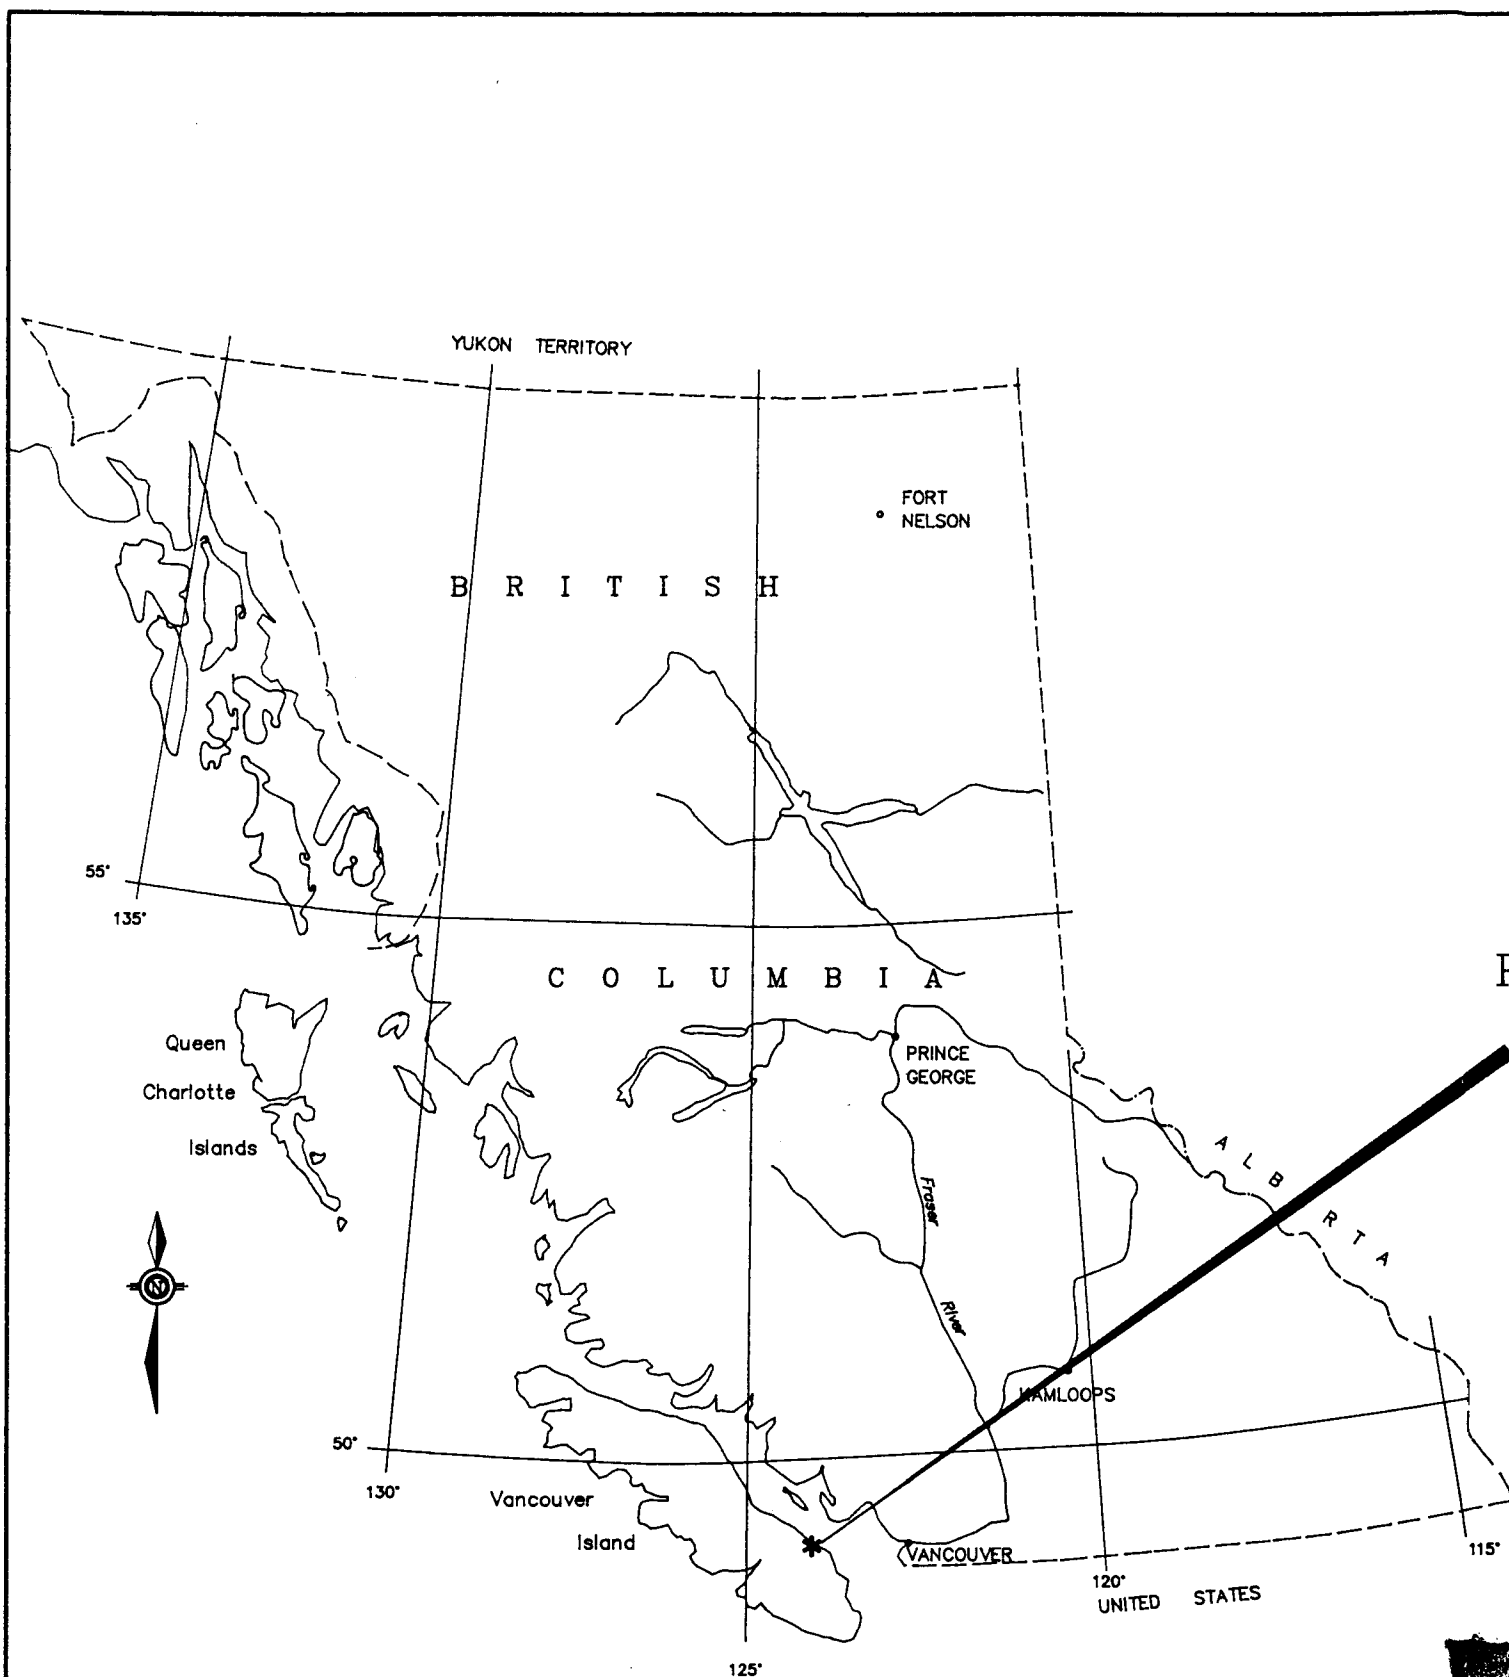 YUKON TERRITORY
FORT
NELSON
B R I T I S H
55°
135°
C O L U M B I A
Queen
Charlotte
Islands
PRINCE
GEORGE
A L B
R T A
Fraser
River
N
KAMLOOPS
50°
130°
Vancouver
Island
VANCOUVER
120°
115°
UNITED STATES
125°